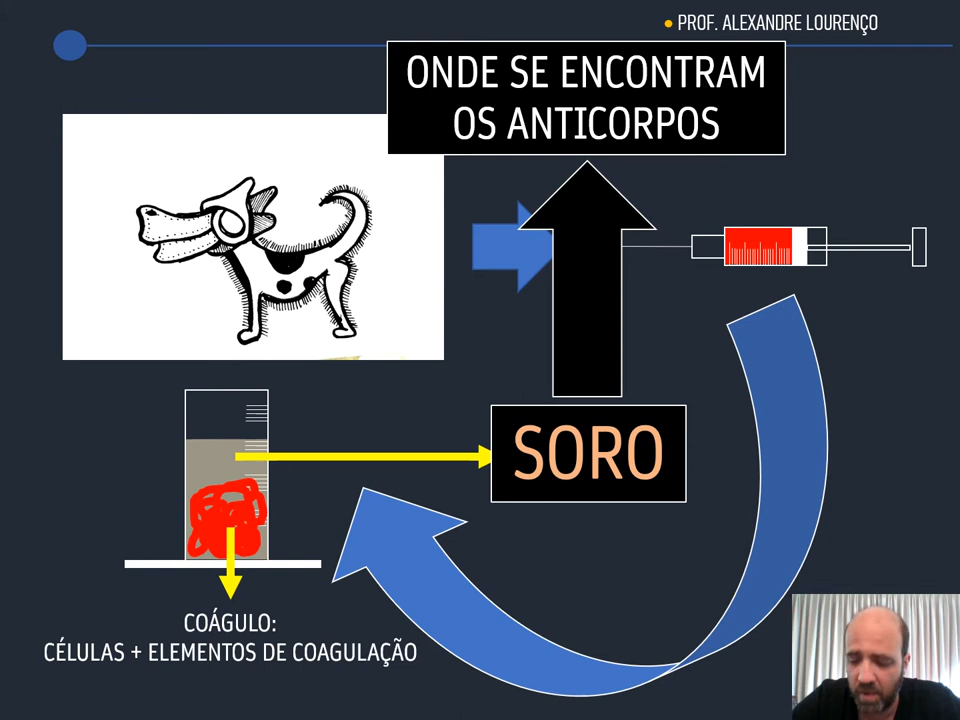 PROF. ALEXANDRE LOURENÇO
ONDE SE ENCONTRAM
OS ANTICORPOS
SORO
COÁGULO:
CÉLULAS + ELEMENTOS DE COAGULAÇÃO